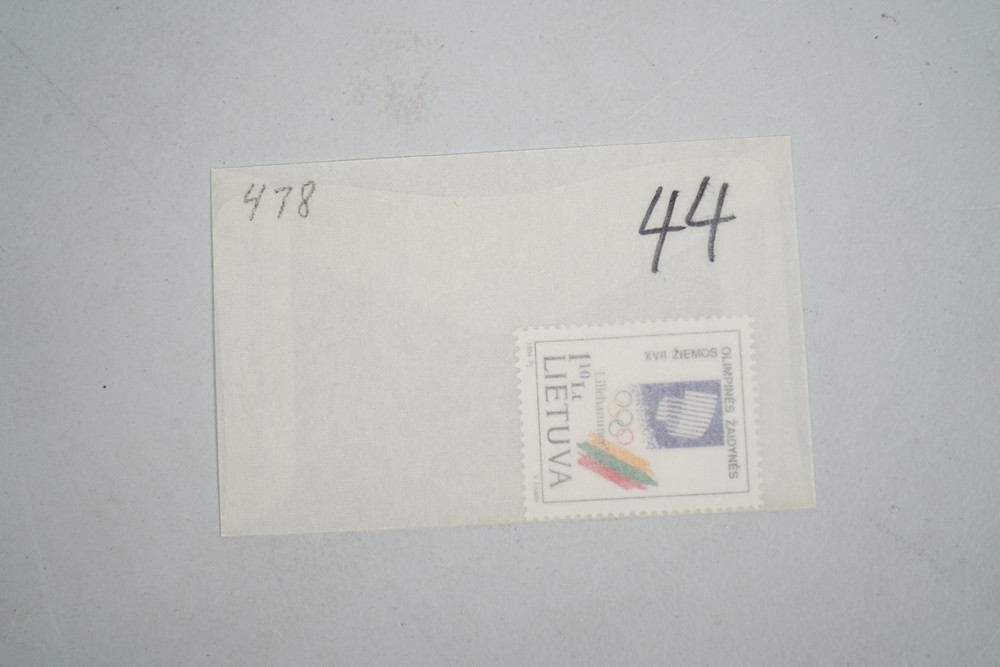 478
44
XVII ŽIEMOS
OLIMPINĖS ŽAIDYNĖS
Lillehammer
1 10 Lt
LIETUVA